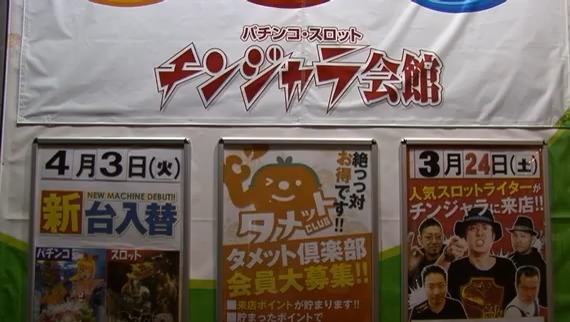 パチンコ・スロット
チンジャラ会館
4月3日(火)
NEW MACHINE DEBUT!!
新台入替
パチンコ
スロット
絶っっ対
お得です!!
タメット
CLUB
タメット倶楽部
会員大募集!!
■来店ポイントが貯まります!!
■貯まったポイントで
3月24日(土)
人気スロットライターが
チンジャラに来店!!